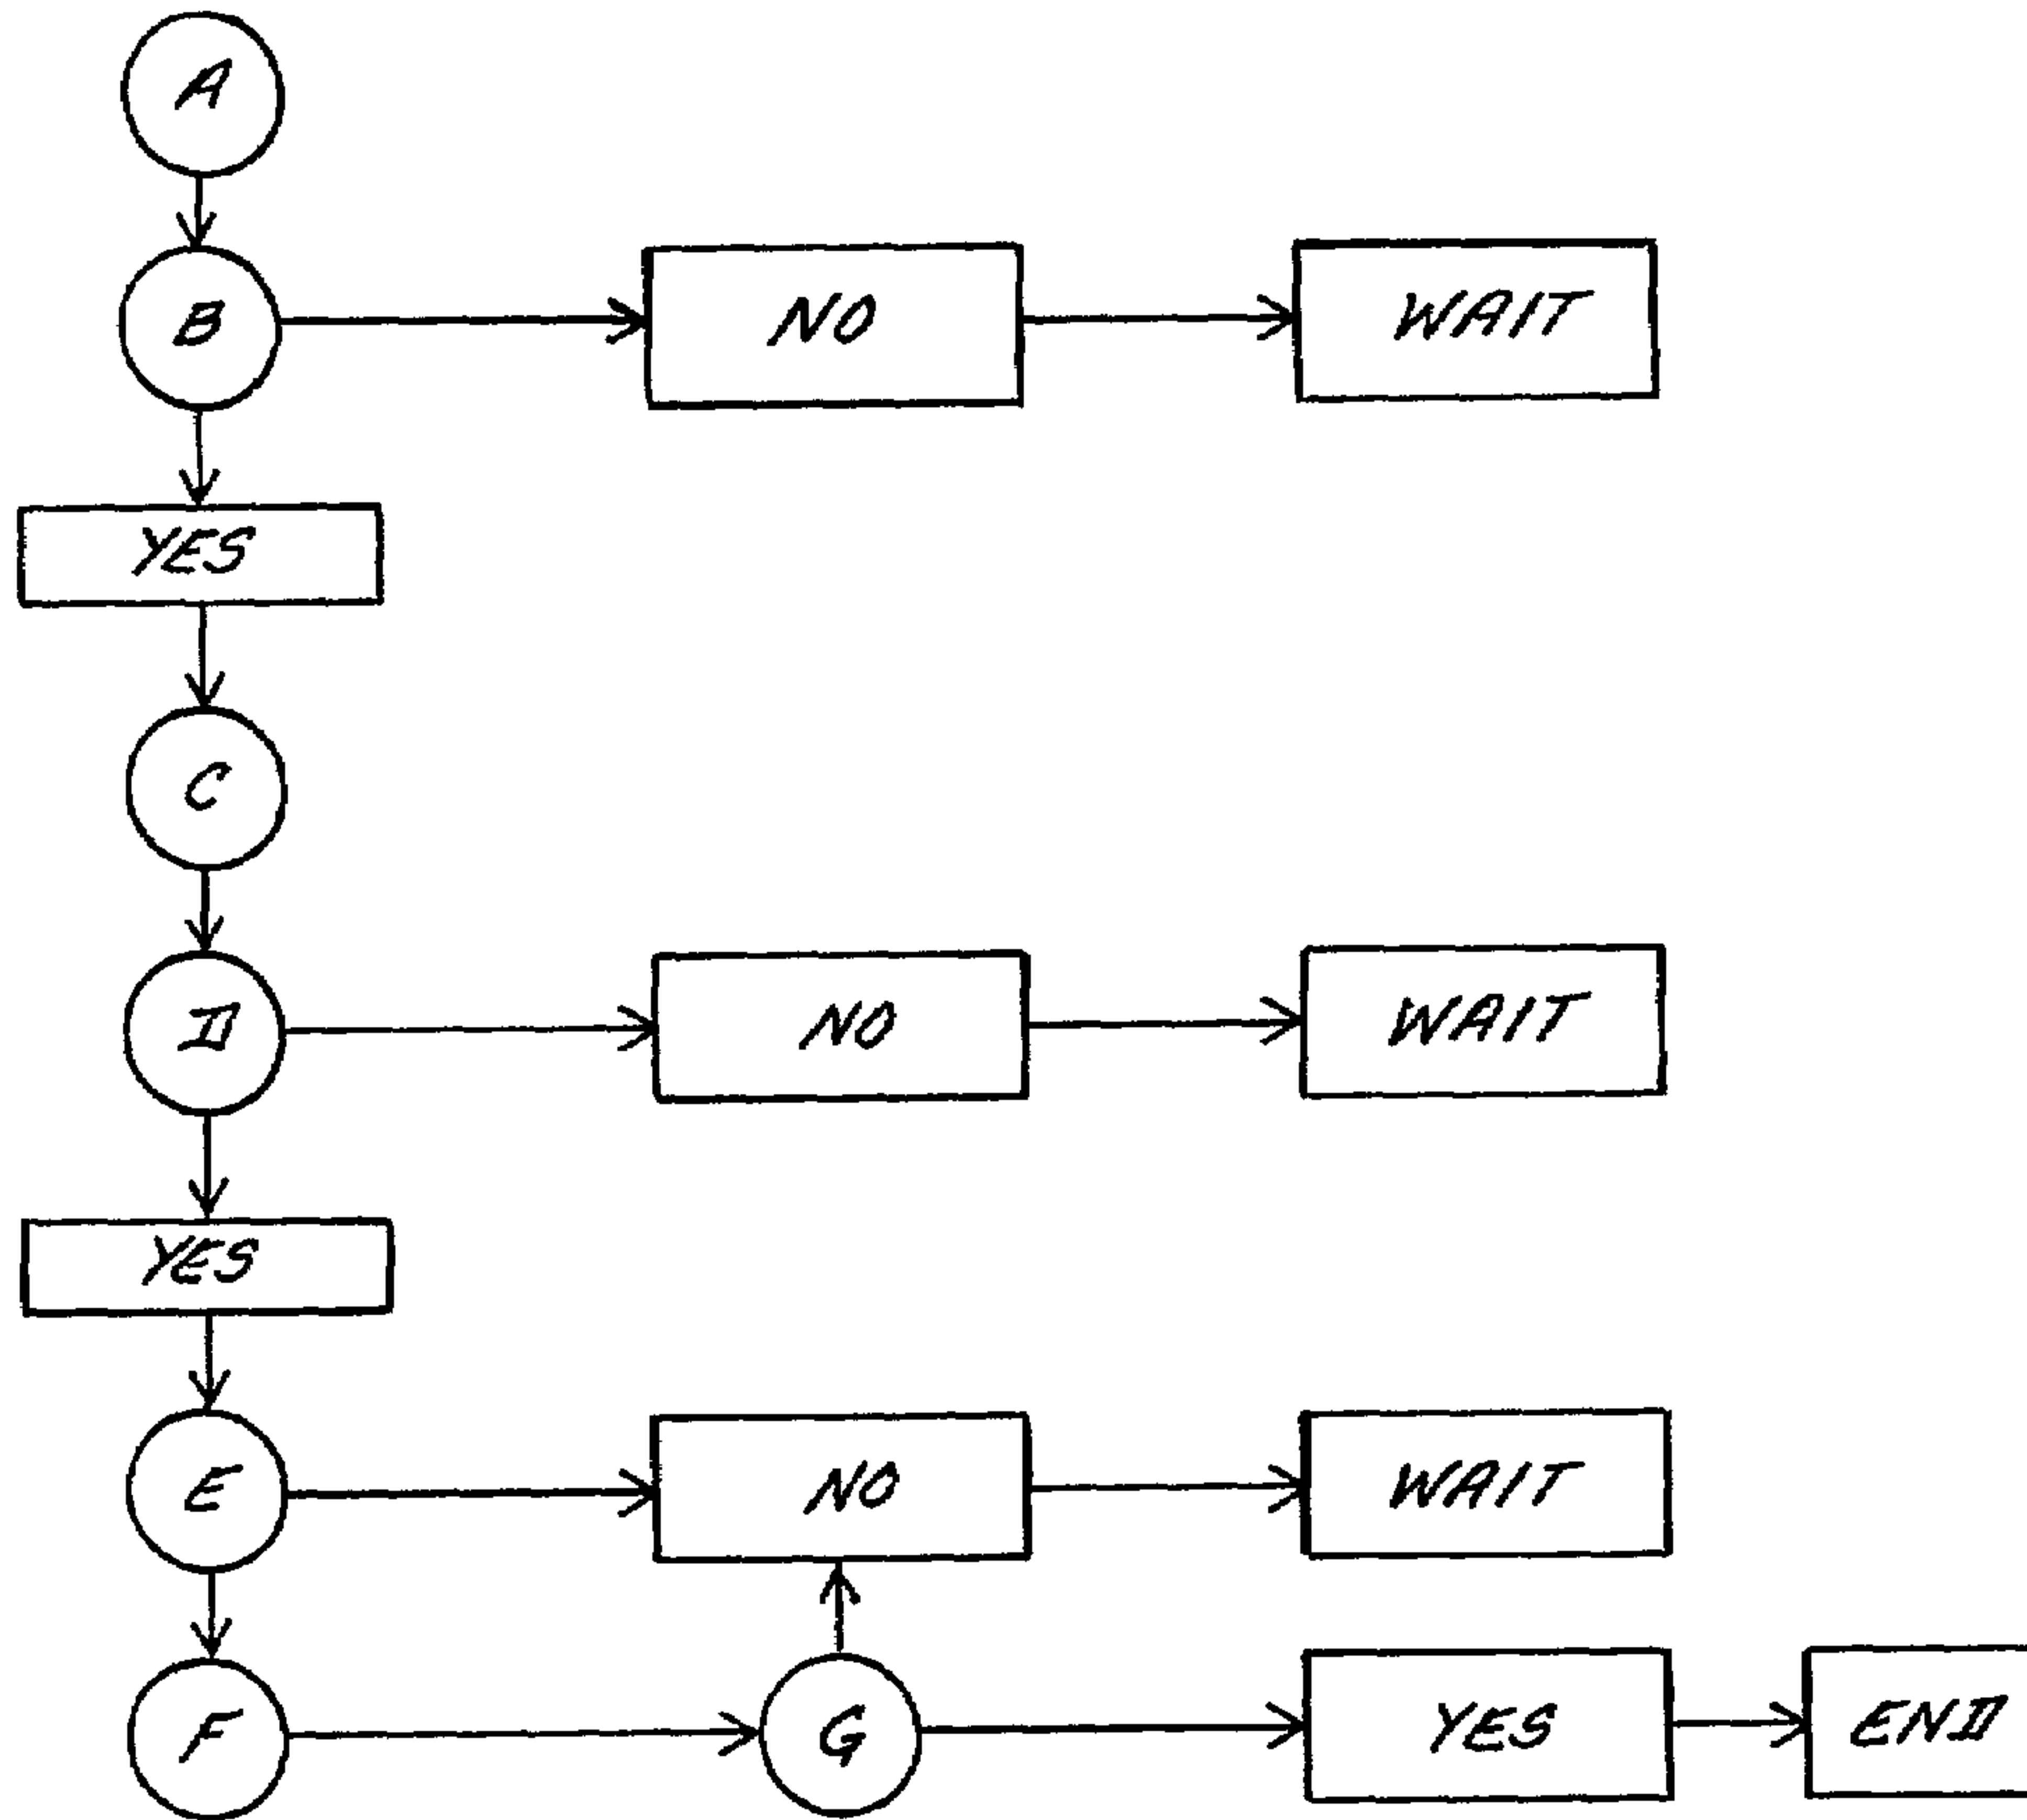 A
B NO WAIT
YES
C
D NO WAIT
YES
E NO WAIT
F G YES END